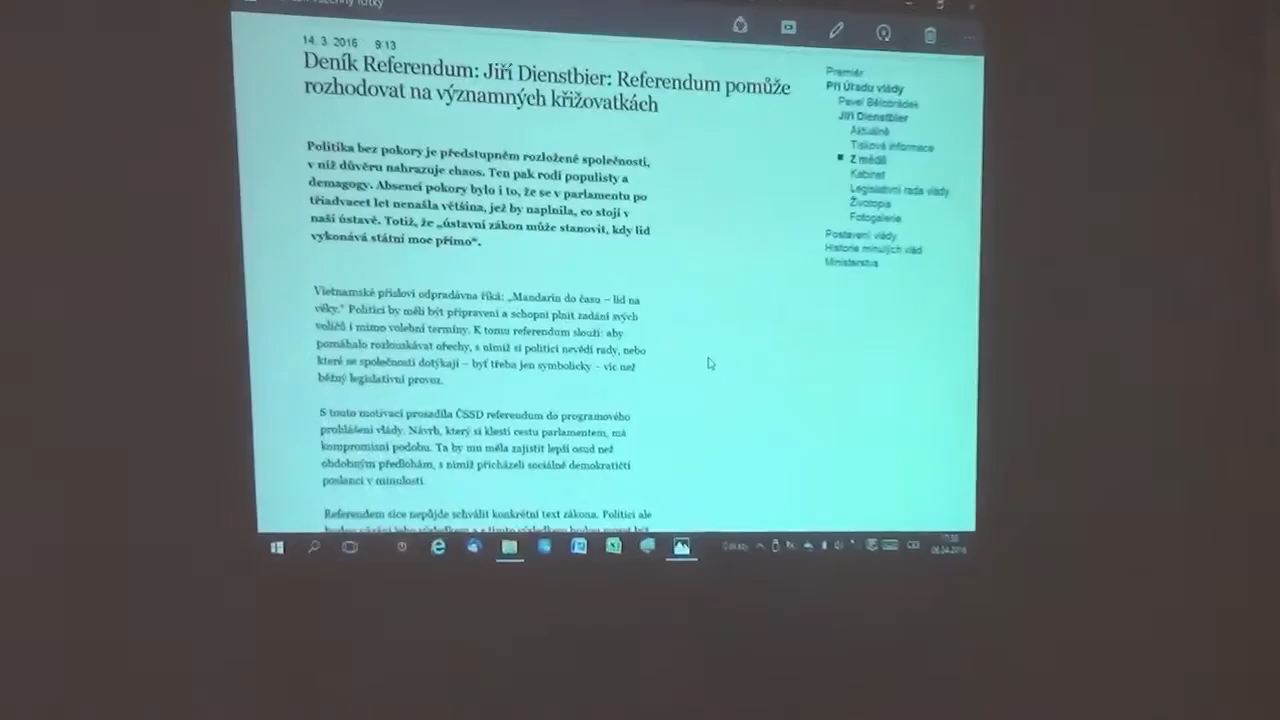 14. 3. 2016 9:13
Deník Referendum: Jiří Dienstbier: Referendum pomůže
rozhodovat na významných křižovatkách
Politika bez pokory je předstupněm rozložené společnosti,
v níž důvěru nahrazuje chaos. Ten pak rodí populisty a
demagogy. Absencí pokory bylo i to, že se v parlamentu po
třiadvacet let nenašla většina, jež by naplnila, co stojí v
naší ústavě. Totiž, že „ústavní zákon může stanovit, kdy lid
vykonává státní moc přímo“.
Vietnamské přísloví odpradávna říká: „Mandarín do času – lid na
věky.“ Politici by měli být připraveni a schopni plnit zadání svých
voličů i mimo volební termíny. K tomu referendum slouží: aby
pomáhalo rozlouskávat ořechy, s nimiž si politici nevědí rady, nebo
které se společnosti dotýkají – byť třeba jen symbolicky - víc než
běžný legislativní provoz.
S touto motivací prosadila ČSSD referendum do programového
prohlášení vlády. Návrh, který si klestí cestu parlamentem, má
kompromisní podobu. Ta by mu měla zajistit lepší osud než
obdobným předlohám, s nimiž přicházeli sociálně demokratičtí
poslanci v minulosti.
Referendem sice nepůjde schválit konkrétní text zákona. Politici ale
Premiér
Při Úřadu vlády
Pavel Bělobrádek
Jiří Dienstbier
Aktuálně
Tiskové informace
Z médií
Kabinet
Legislativní rada vlády
Životopis
Fotogalerie
Postavení vlády
Historie minulých vlád
Ministerstva